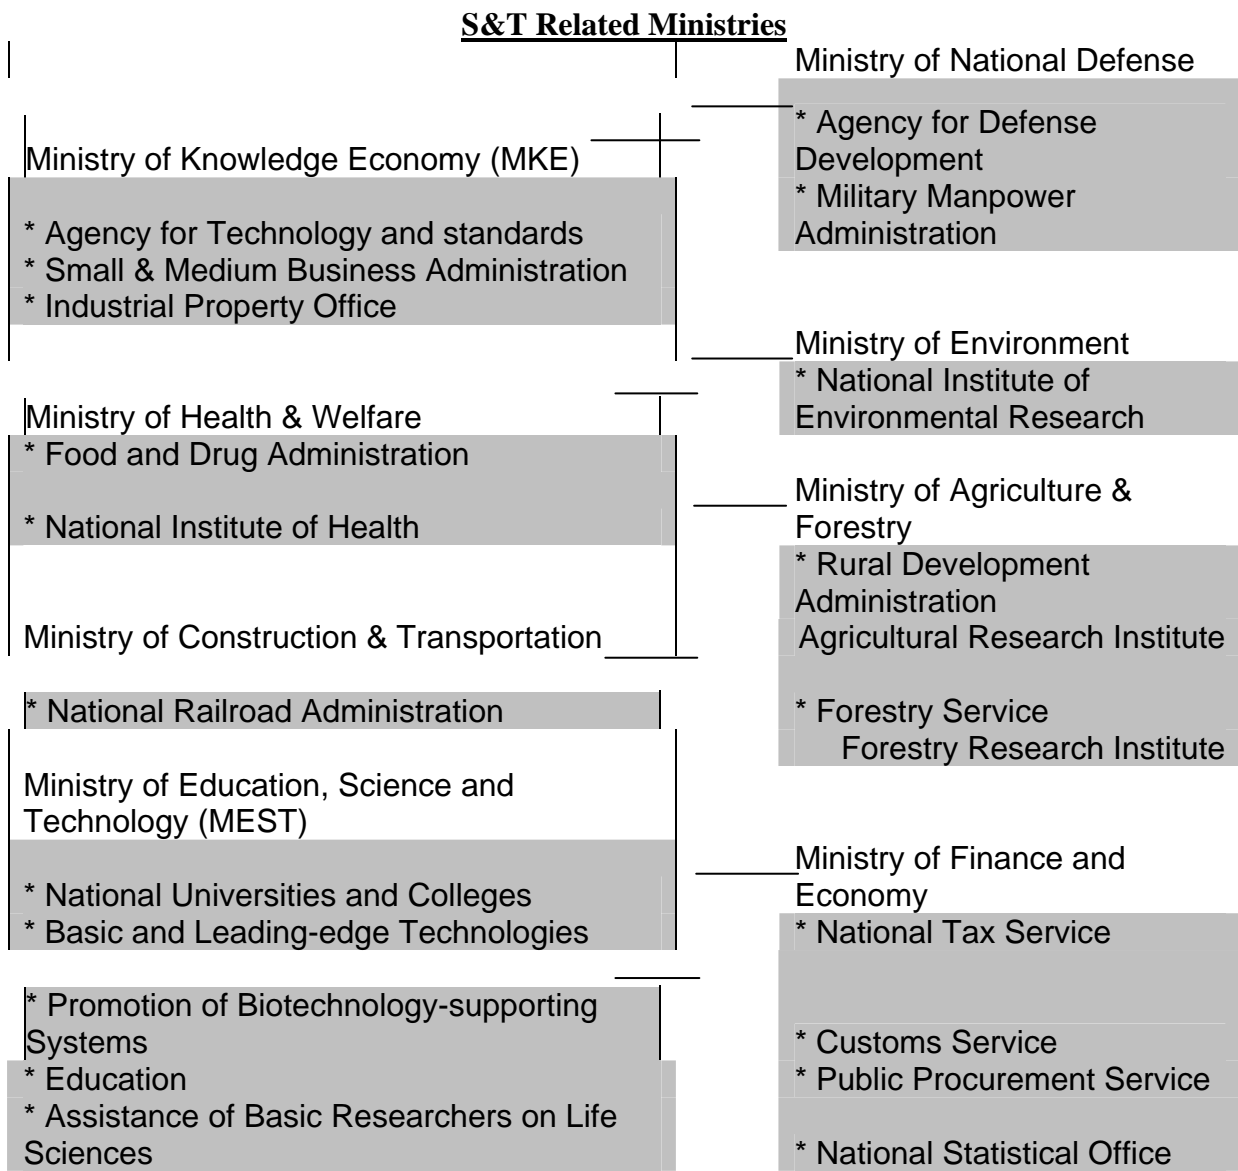 S&T Related Ministries
Ministry of Knowledge Economy (MKE)
* Agency for Technology and standards
* Small & Medium Business Administration
* Industrial Property Office
Ministry of Health & Welfare
* Food and Drug Administration
* National Institute of Health
Ministry of Construction & Transportation
* National Railroad Administration
Ministry of Education, Science and
Technology (MEST)
* National Universities and Colleges
* Basic and Leading-edge Technologies
* Promotion of Biotechnology-supporting
Systems
* Education
* Assistance of Basic Researchers on Life
Sciences
Ministry of National Defense
* Agency for Defense
Development
* Military Manpower
Administration
Ministry of Environment
* National Institute of
Environmental Research
Ministry of Agriculture &
Forestry
* Rural Development
Administration
Agricultural Research Institute
* Forestry Service
Forestry Research Institute
Ministry of Finance and
Economy
* National Tax Service
* Customs Service
* Public Procurement Service
* National Statistical Office